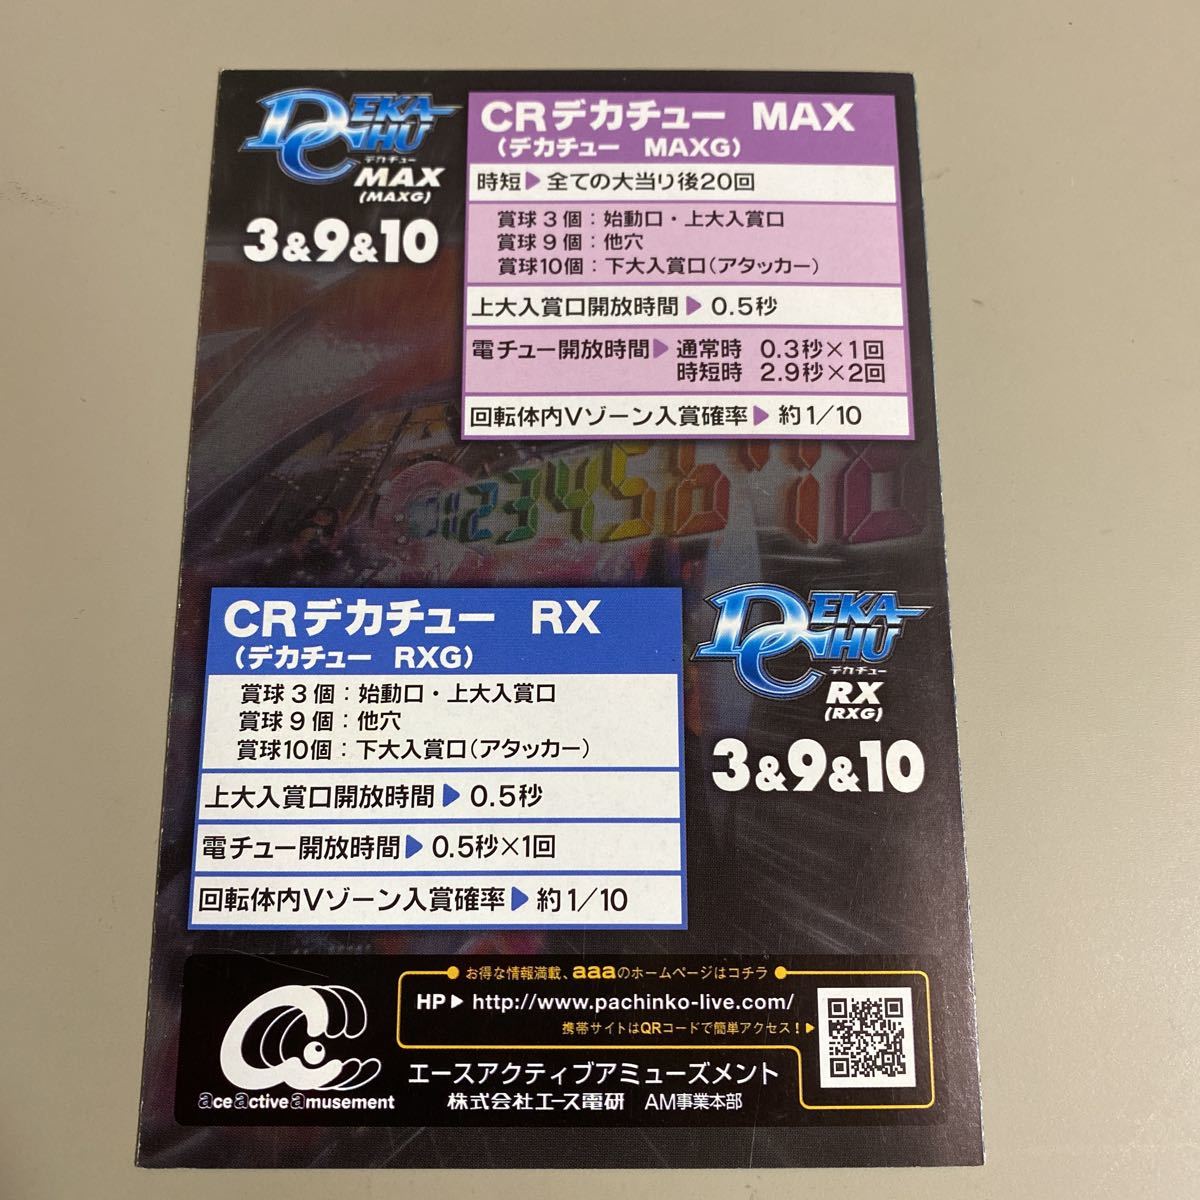 DEKA
CHU
デカチュー
MAX
(MAXG)
3&9&10
CRデカチュー MAX
(デカチュー MAXG)
時短▶全ての大当り後20回
賞球3個:始動口・上大入賞口
賞球9個:他穴
賞球10個:下大入賞口(アタッカー)
上大入賞口開放時間▶0.5秒
電チュー開放時間▶通常時 0.3秒×1回
時短時 2.9秒×2回
回転体内Vゾーン入賞確率▶約1/10
CRデカチュー RX
(デカチュー RXG)
賞球3個:始動口・上大入賞口
賞球9個:他穴
賞球10個:下大入賞口(アタッカー)
上大入賞口開放時間▶0.5秒
電チュー開放時間▶0.5秒×1回
回転体内Vゾーン入賞確率▶約1/10
DEKA
CHU
デカチュー
RX
(RXG)
3&9&10
お得な情報満載、aaaのホームページはコチラ
HP▶http://www.pachinko-live.com/
携帯サイトはQRコードで簡単アクセス!▶
エースアクティブアミューズメント
株式会社エース電研 AM事業本部
ace active amusement